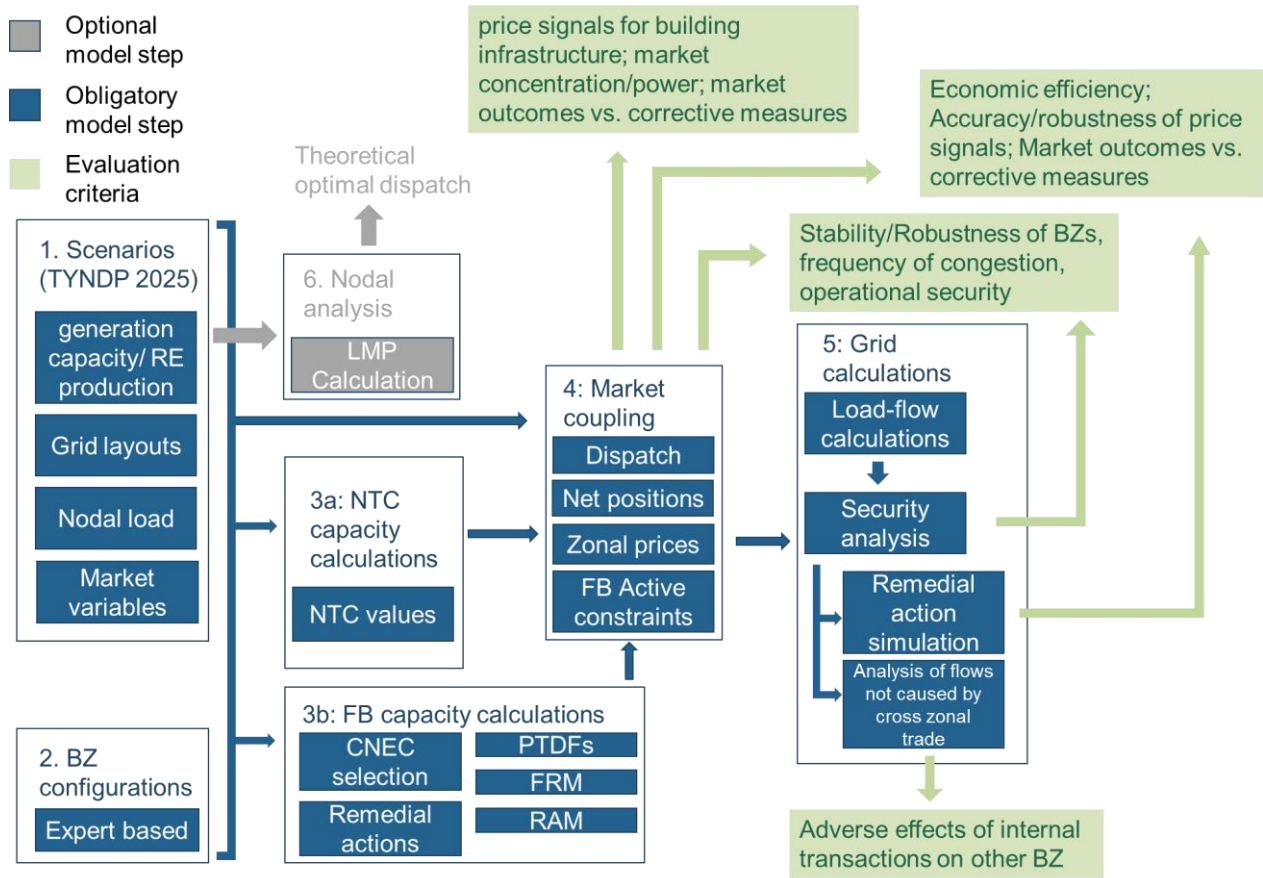 Optional
model step
Obligatory
model step
Evaluation
criteria
price signals for building
infrastructure; market
concentration/power; market
outcomes vs. corrective measures
Economic efficiency;
Accuracy/robustness of price
signals; Market outcomes vs.
corrective measures
Theoretical
optimal dispatch
Stability/Robustness of BZs,
frequency of congestion,
operational security
1. Scenarios
(TYNDP 2025)
generation
capacity/ RE
production
Grid layouts
Nodal load
Market
variables
6. Nodal
analysis
LMP
Calculation
2. BZ
configurations
Expert based
3a: NTC
capacity
calculations
NTC values
3b: FB capacity calculations
CNEC
selection
Remedial
actions
PTDFs
FRM
RAM
4: Market
coupling
Dispatch
Net positions
Zonal prices
FB Active
constraints
5: Grid
calculations
Load-flow
calculations
Security
analysis
Remedial
action
simulation
Analysis of flows
not caused by
cross zonal
trade
Adverse effects of internal
transactions on other BZ